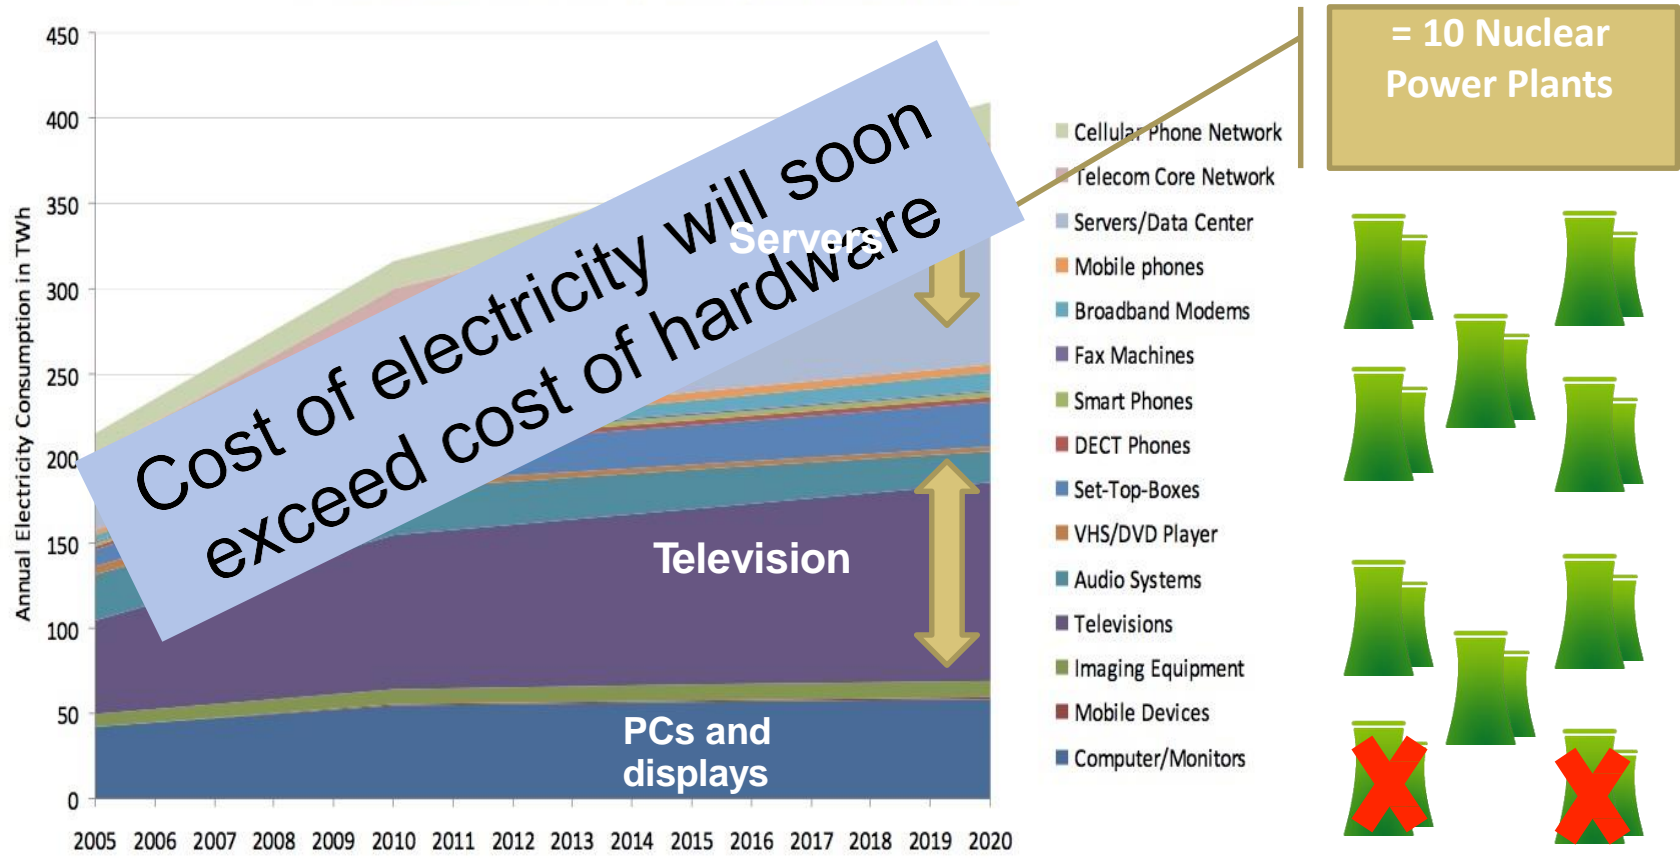 = 10 Nuclear
Power Plants
Annual Electricity Consumption in TWh
450
400
350
300
250
200
150
100
50
0
2005 2006 2007 2008 2009 2010 2011 2012 2013 2014 2015 2016 2017 2018 2019 2020
Cost of electricity will soon
exceed cost of hardware
Servers
Television
PCs and
displays
Cellular Phone Network
Telecom Core Network
Servers/Data Center
Mobile phones
Broadband Modems
Fax Machines
Smart Phones
DECT Phones
Set-Top-Boxes
VHS/DVD Player
Audio Systems
Televisions
Imaging Equipment
Mobile Devices
Computer/Monitors